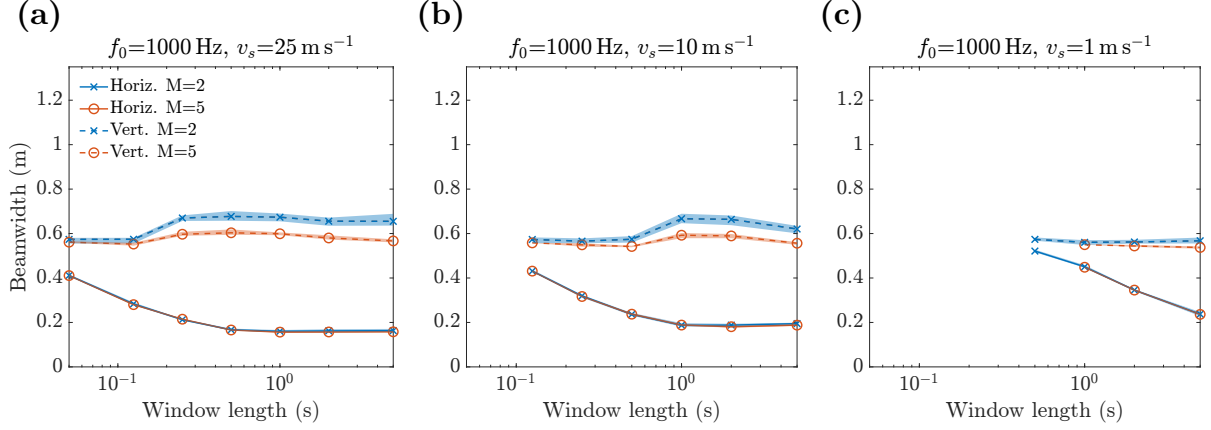 (a)
f₀=1000 Hz, vₛ=25 m s⁻¹
Beamwidth (m)
1.2
1
0.8
0.6
0.4
0.2
0
Horiz. M=2
Horiz. M=5
Vert. M=2
Vert. M=5
10⁻¹
10⁰
Window length (s)
(b)
f₀=1000 Hz, vₛ=10 m s⁻¹
1.2
1
0.8
0.6
0.4
0.2
0
10⁻¹
10⁰
Window length (s)
(c)
f₀=1000 Hz, vₛ=1 m s⁻¹
1.2
1
0.8
0.6
0.4
0.2
0
10⁻¹
10⁰
Window length (s)